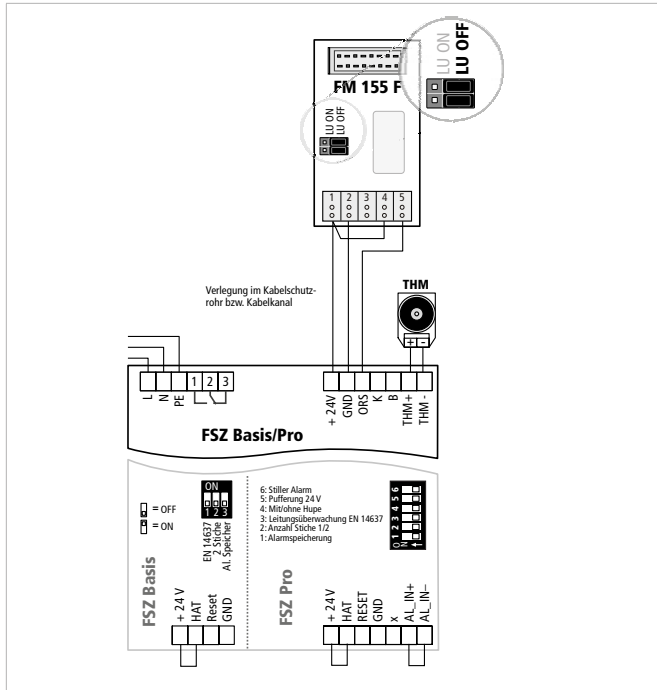 LU ON
LU OFF
FM 155 F
LU ON
LU OFF
1 2 3 4 5
Verlegung im Kabelschutz-
rohr bzw. Kabelkanal
THM
+ -
L
N
PE
1 2 3
+ 24V
GND
ORS
K
B
THM+
THM -
FSZ Basis/Pro
= OFF
= ON
ON
1 2 3
EN 14637
2 Stiche
Al. Speicher
FSZ Basis
+ 24 V
HAT
Reset
GND
6: Stiller Alarm
5: Pufferung 24 V
4: Mit/ohne Hupe
3: Leitungsüberwachung EN 14637
2: Anzahl Stiche 1/2
1: Alarmspeicherung
1 2 3 4 5 6
FSZ Pro
+ 24 V
HAT
RESET
GND
x
AL_IN+
AL_IN–